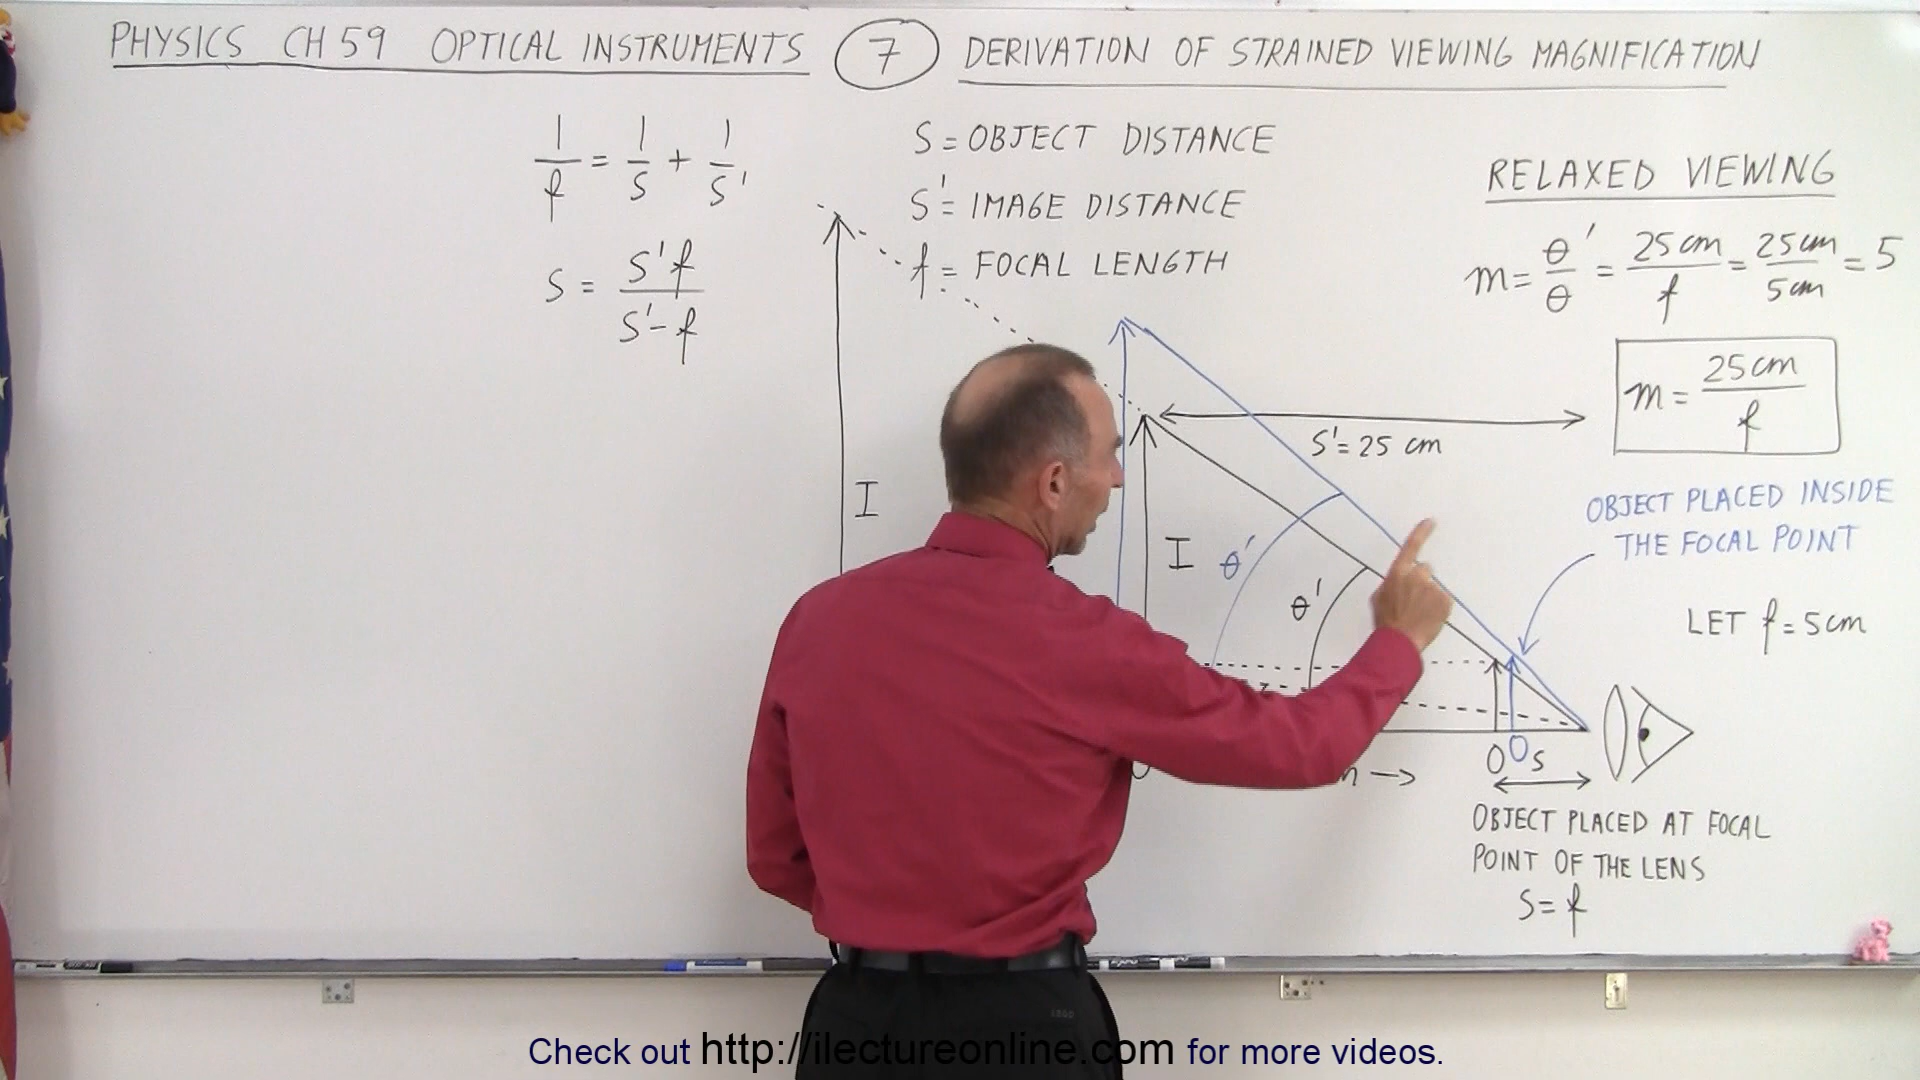 PHYSICS CH 59 OPTICAL INSTRUMENTS 7 DERIVATION OF STRAINED VIEWING MAGNIFICATION
1/f = 1/S + 1/S'
S = S'f / S'-f
S = OBJECT DISTANCE
S' = IMAGE DISTANCE
f = FOCAL LENGTH
RELAXED VIEWING
m = θ'/θ = 25cm/f = 25cm/5cm = 5
m = 25cm/f
S' = 25 cm
OBJECT PLACED INSIDE
THE FOCAL POINT
I
I
θ'
θ'
LET f = 5cm
O O S
OBJECT PLACED AT FOCAL
POINT OF THE LENS
S = f
Check out http://ilectureonline.com for more videos.